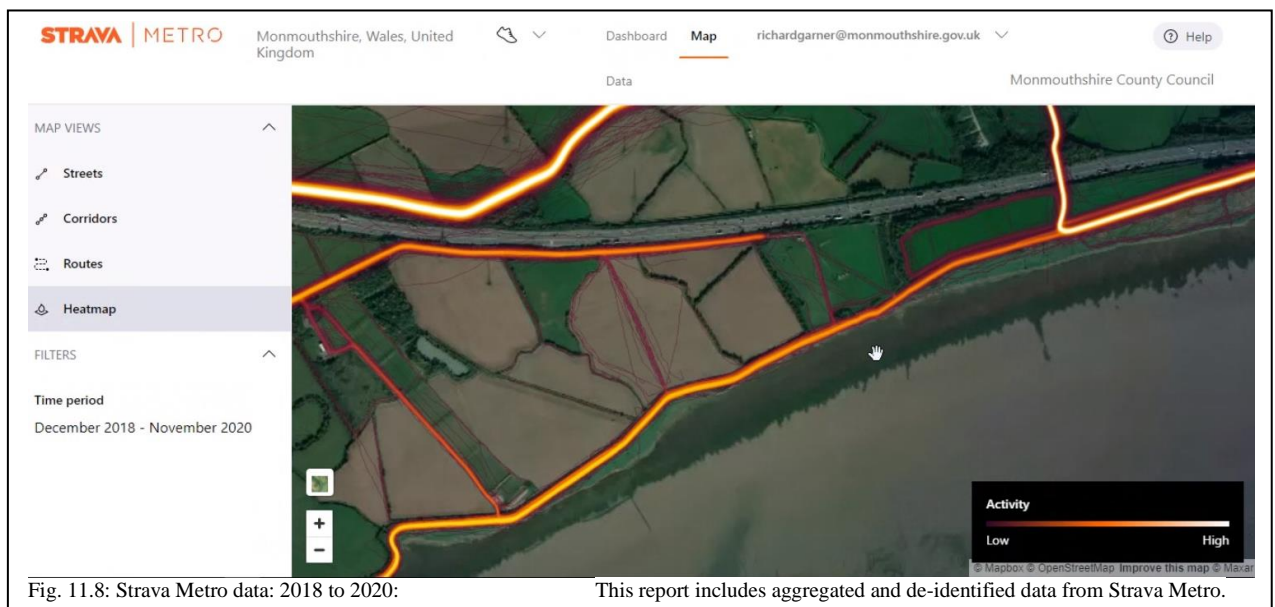 STRAVA | METRO
Monmouthshire, Wales, United
Kingdom
Dashboard
Map
richardgarner@monmouthshire.gov.uk
Help
Data
Monmouthshire County Council
MAP VIEWS
Streets
Corridors
Routes
Heatmap
FILTERS
Time period
December 2018 - November 2020
+
−
Activity
Low
High
© Mapbox © OpenStreetMap Improve this map © Maxar
Fig. 11.8: Strava Metro data: 2018 to 2020:
This report includes aggregated and de-identified data from Strava Metro.